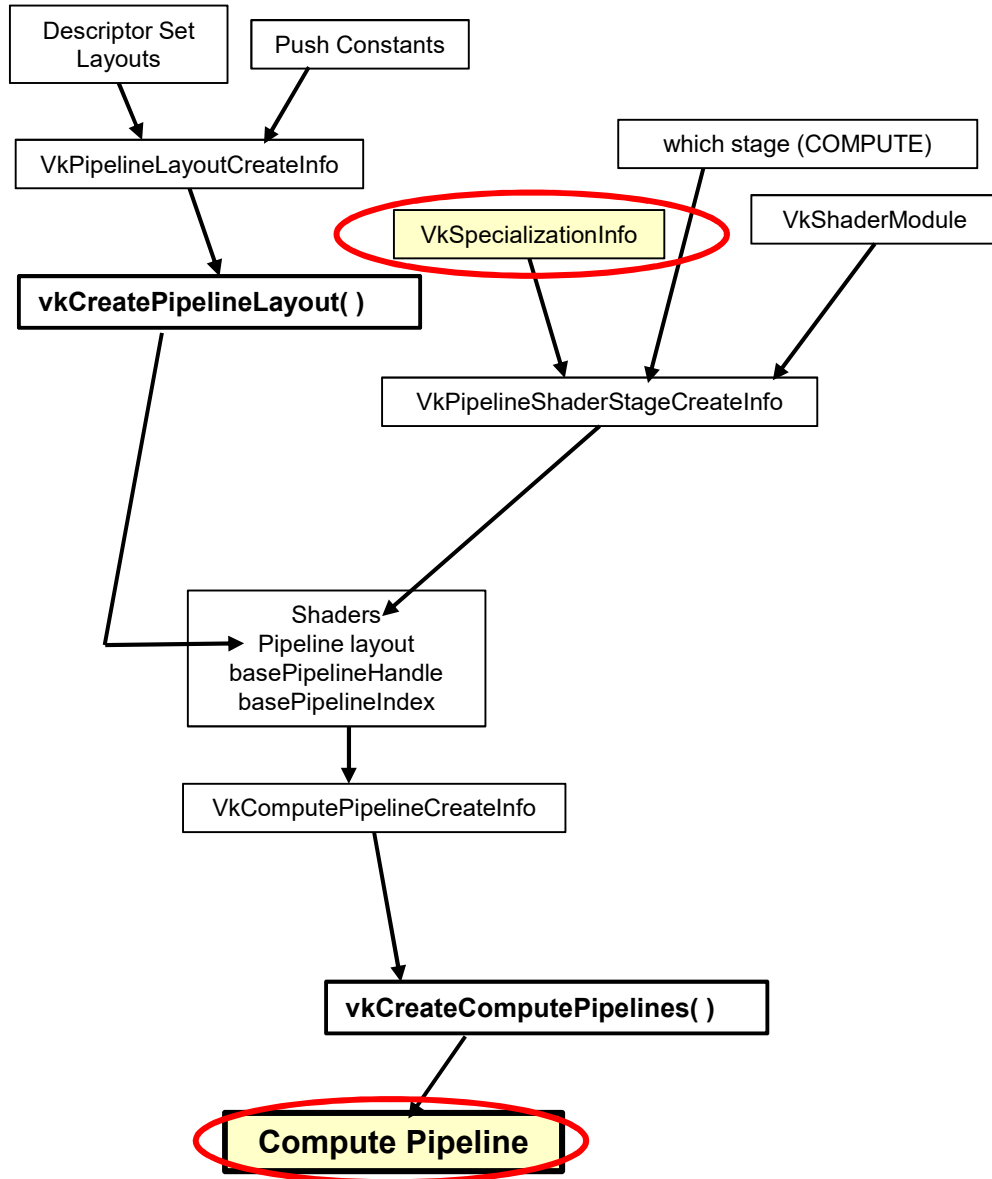 Descriptor Set
Layouts
Push Constants
VkPipelineLayoutCreateInfo
which stage (COMPUTE)
VkSpecializationInfo
VkShaderModule
vkCreatePipelineLayout( )
VkPipelineShaderStageCreateInfo
Shaders
Pipeline layout
basePipelineHandle
basePipelineIndex
VkComputePipelineCreateInfo
vkCreateComputePipelines( )
Compute Pipeline